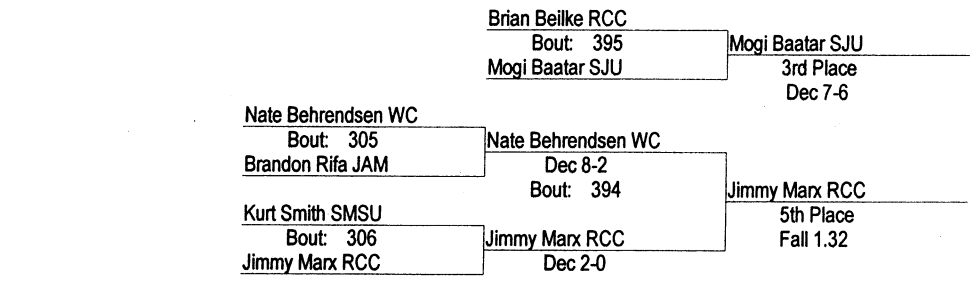 Brian Beilke RCC
Bout: 395
Mogi Baatar SJU
Mogi Baatar SJU
3rd Place
Dec 7-6
Nate Behrendsen WC
Bout: 305
Brandon Rifa JAM
Nate Behrendsen WC
Dec 8-2
Bout: 394
Kurt Smith SMSU
Bout: 306
Jimmy Marx RCC
Jimmy Marx RCC
Dec 2-0
Jimmy Marx RCC
5th Place
Fall 1.32